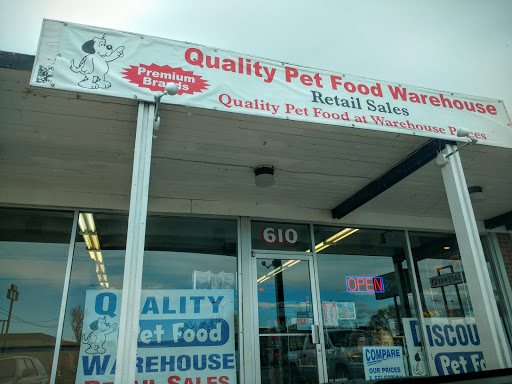 Quality Pet Food Warehouse
Premium Brands
Retail Sales
Quality Pet Food at Warehouse Prices
610
OPEN
QUALITY
Pet Food
WAREHOUSE
RETAIL SALES
COMPARE
OUR PRICES
DISCOU
Pet Fo